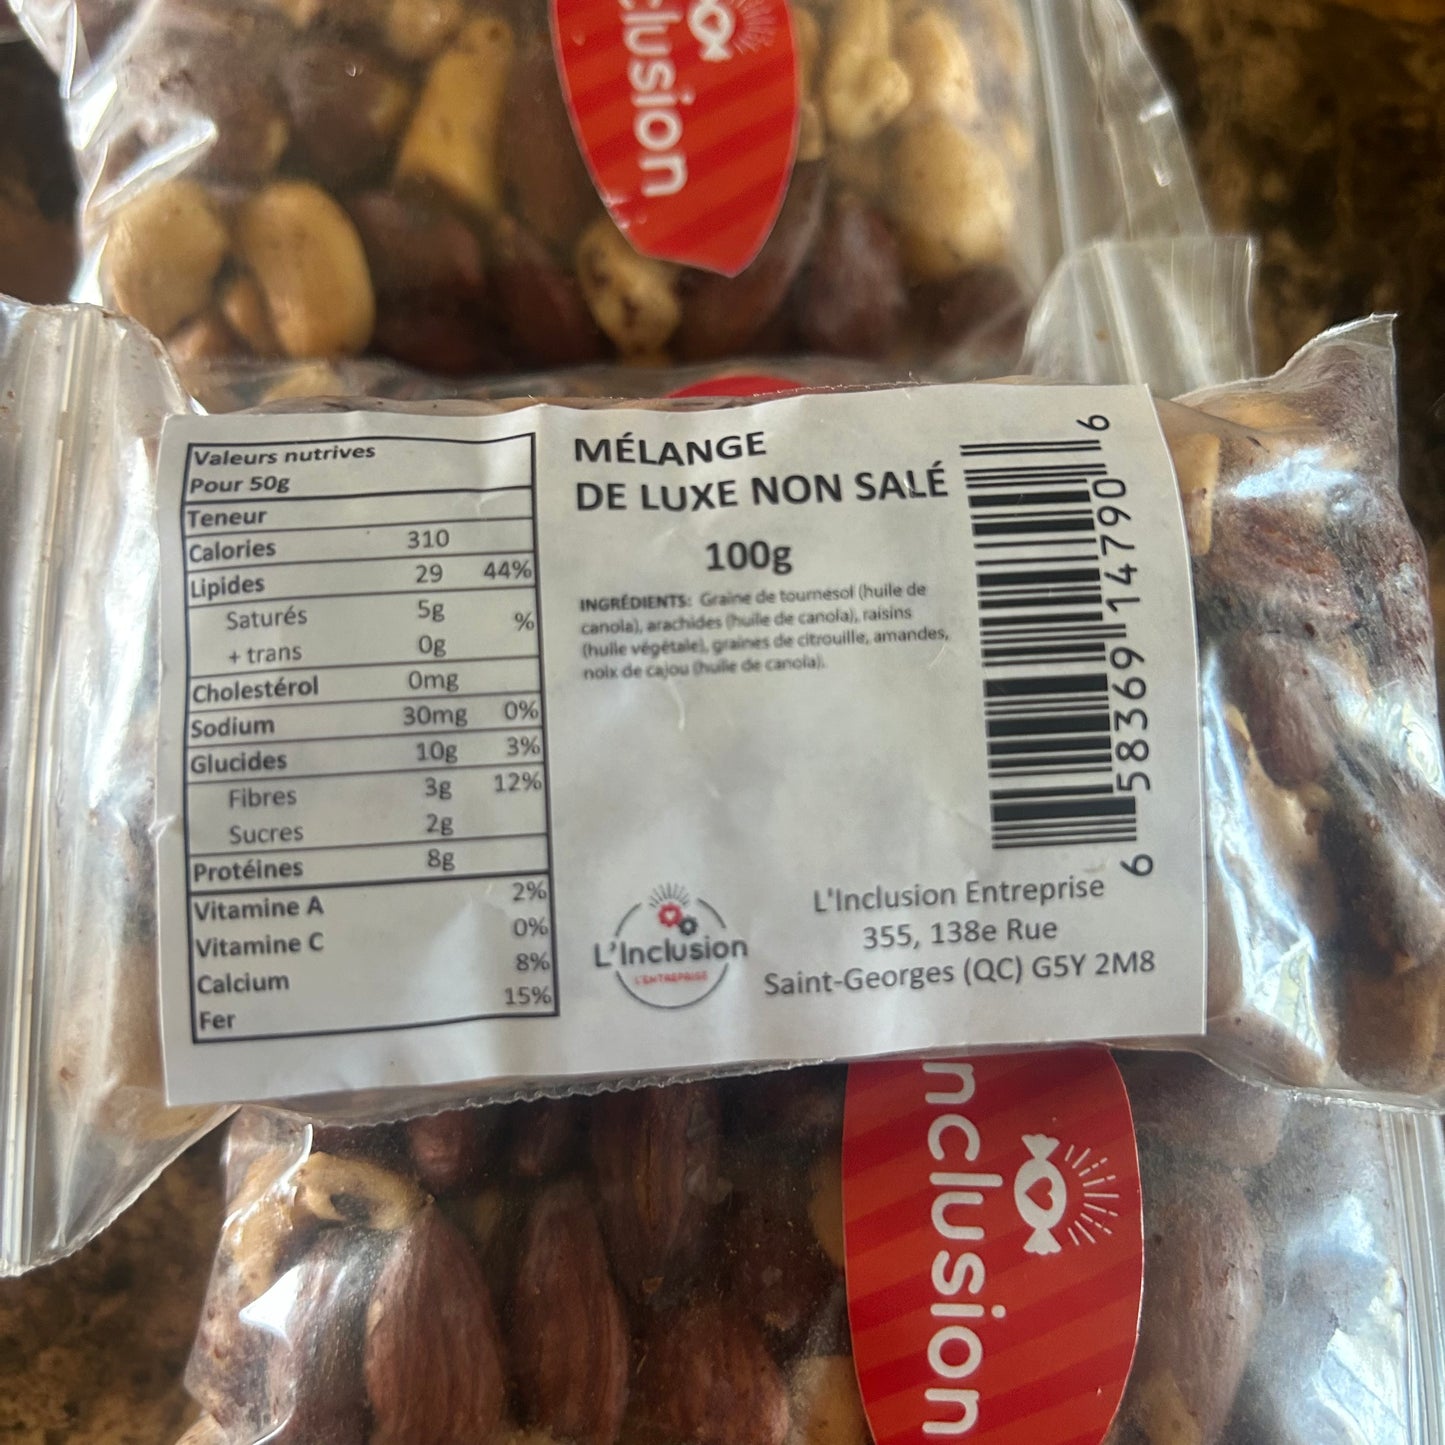 clusion
Valeurs nutrives
Pour 50g
Teneur
Calories 310
Lipides 29 44%
Saturés 5g %
+ trans 0g
Cholestérol 0mg
Sodium 30mg 0%
Glucides 10g 3%
Fibres 3g 12%
Sucres 2g
Protéines 8g
Vitamine A 2%
Vitamine C 0%
Calcium 8%
Fer 15%
MÉLANGE
DE LUXE NON SALÉ
100g
INGRÉDIENTS: Graine de tournesol (huile de
canola), arachides (huile de canola), raisins
(huile végétale), graines de citrouille, amandes,
noix de cajou (huile de canola).
6 58369 14790 6
L'Inclusion
L'ENTREPRISE
L'Inclusion Entreprise
355, 138e Rue
Saint-Georges (QC) G5Y 2M8
nclusion